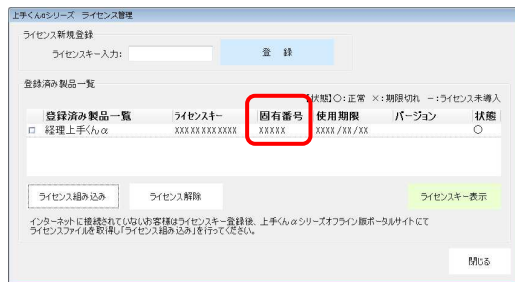 上手くんαシリーズ ライセンス管理
ライセンス新規登録
ライセンスキー入力:
登 録
登録済み製品一覧
【状態】○:正常 ×:期限切れ －:ライセンス未導入
登録済み製品一覧 ライセンスキー 固有番号 使用期限 バージョン 状態
経理上手くんα XXXXXXXXXXXX XXXXX XXXX/XX/XX ○
ライセンス組み込み ライセンス解除 ライセンスキー表示
インターネットに接続されていないお客様はライセンスキー登録後、上手くんαシリーズオフライン版ポータルサイトにて
ライセンスファイルを取得し「ライセンス組み込み」を行ってください。
閉じる